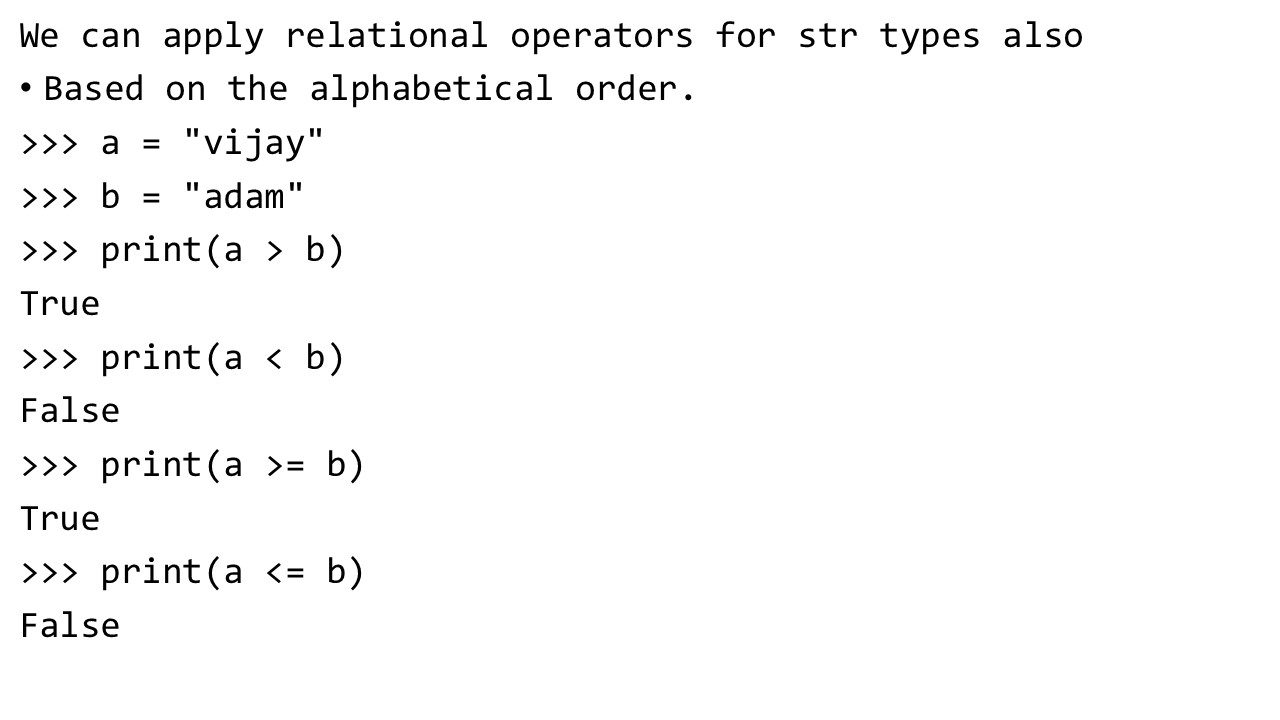 We can apply relational operators for str types also
• Based on the alphabetical order.
>>> a = "vijay"
>>> b = "adam"
>>> print(a > b)
True
>>> print(a < b)
False
>>> print(a >= b)
True
>>> print(a <= b)
False